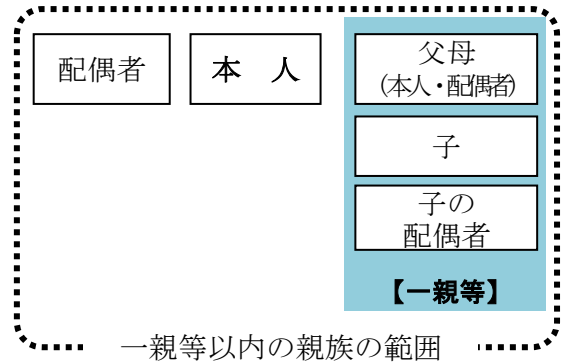 配偶者
本　人
父母
（本人・配偶者）
子
子の
配偶者
【一親等】
一親等以内の親族の範囲